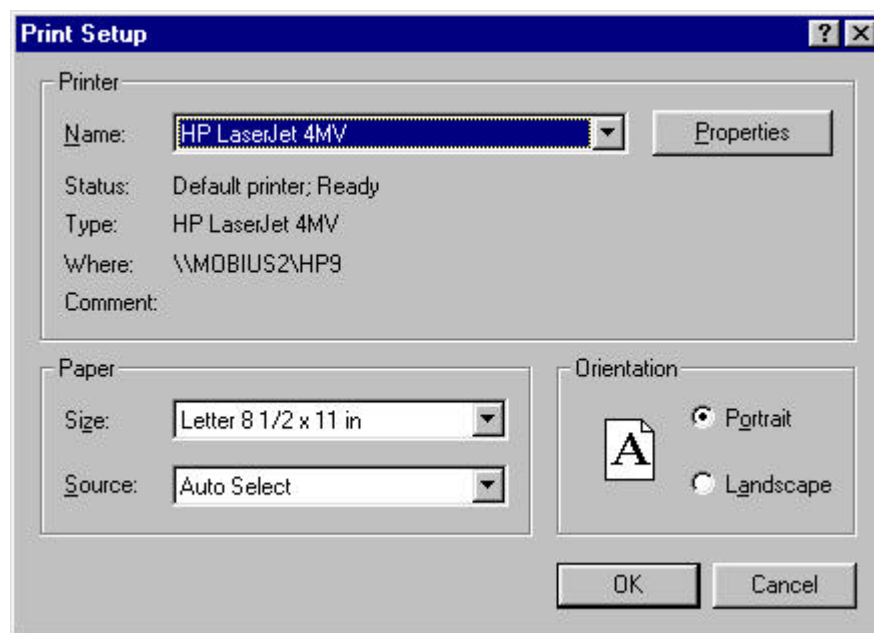 Print Setup
Printer
Name: HP LaserJet 4MV Properties
Status: Default printer; Ready
Type: HP LaserJet 4MV
Where: \\MOBIUS2\HP9
Comment:
Paper
Size: Letter 8 1/2 x 11 in
Source: Auto Select
Orientation
A
Portrait
Landscape
OK Cancel